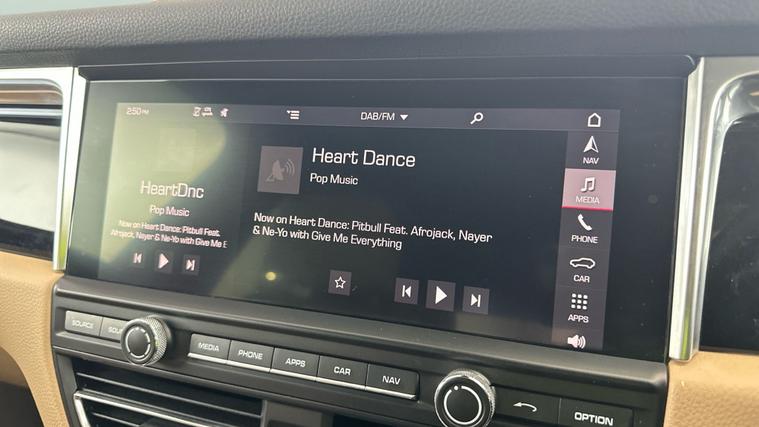 2:50 PM
DAB/FM
Heart Dance
Pop Music
NAV
HeartDnc
Pop Music
MEDIA
Now on Heart Dance: Pitbull Feat.
Afrojack, Nayer & Ne-Yo with Give Me E
Now on Heart Dance: Pitbull Feat. Afrojack, Nayer
& Ne-Yo with Give Me Everything
PHONE
CAR
APPS
SOURCE
MEDIA
PHONE
APPS
CAR
NAV
OPTION